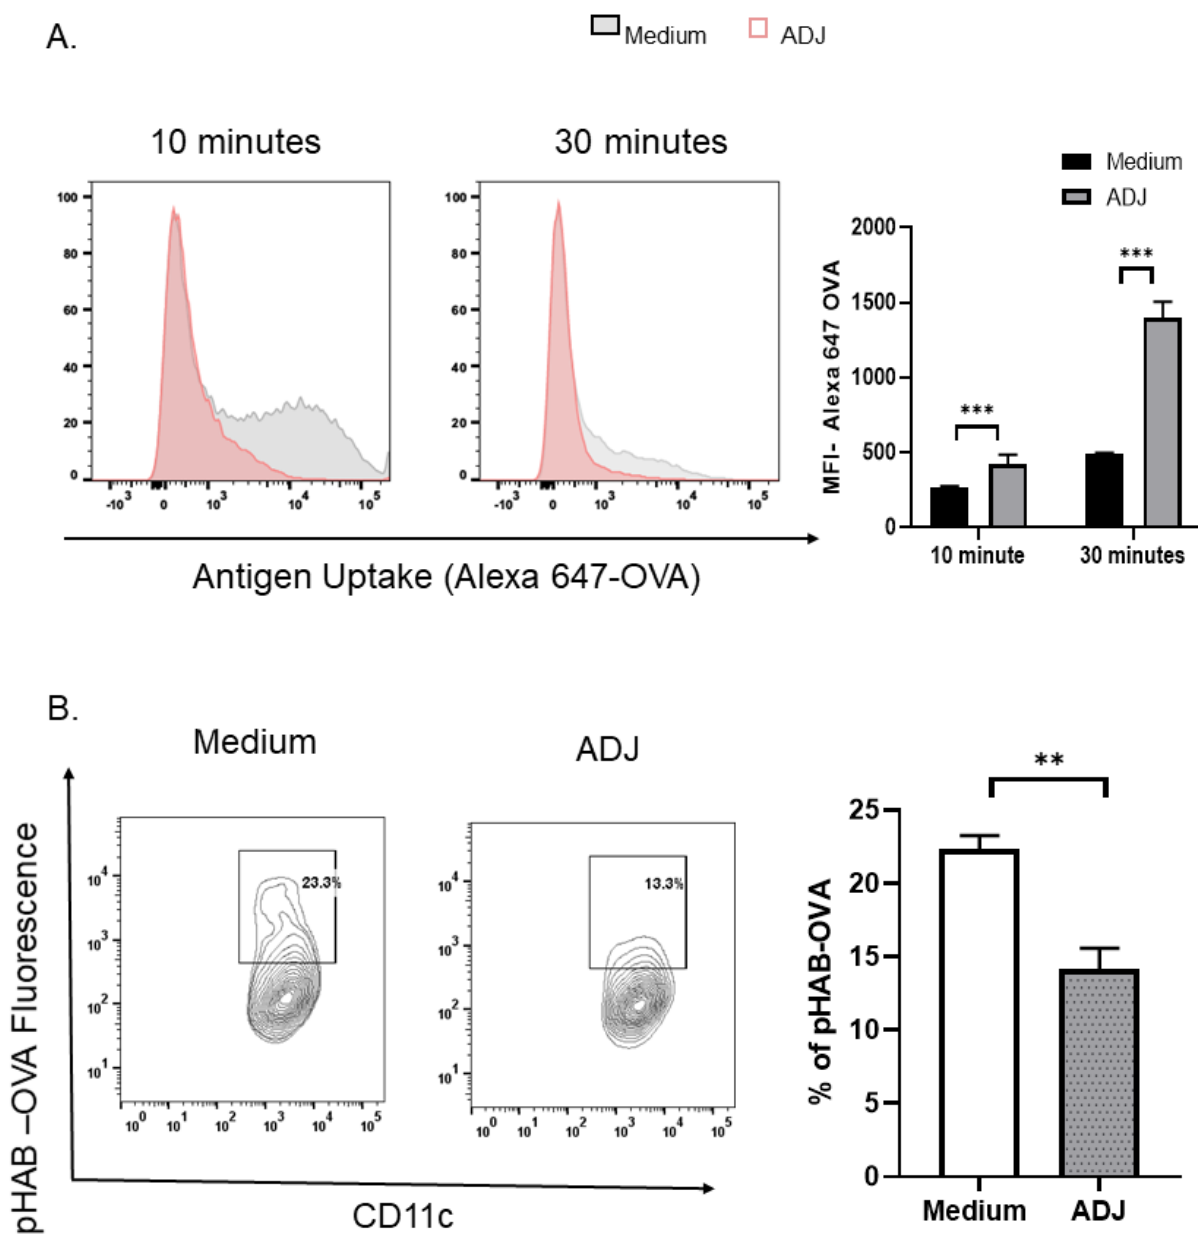 A.
Medium ADJ
10 minutes 30 minutes
Medium
ADJ
100
80
60
40
20
0
-10^3 0 10^3 10^4 10^5
100
80
60
40
20
0
-10^3 0 10^3 10^4 10^5
Antigen Uptake (Alexa 647-OVA)
MFI- Alexa 647 OVA
2000
1500
1000
500
0
***
***
10 minute 30 minutes
B.
Medium ADJ
pHAB –OVA Fluorescence
10^4
10^3
10^2
10^1
23.3%
10^0 10^1 10^2 10^3 10^4 10^5
10^4
10^3
10^2
10^1
13.3%
10^0 10^1 10^2 10^3 10^4 10^5
CD11c
% of pHAB-OVA
25
20
15
10
5
0
**
Medium ADJ